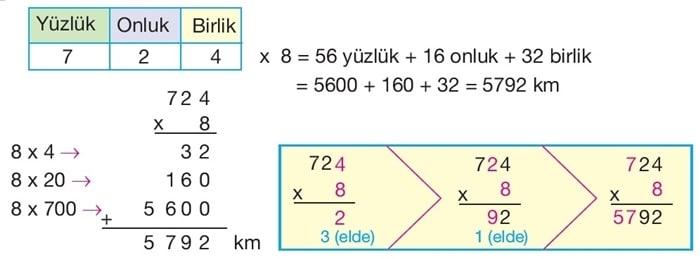 Yüzlük Onluk Birlik
7 2 4 x 8 = 56 yüzlük + 16 onluk + 32 birlik
= 5600 + 160 + 32 = 5792 km
724
x 8
8 x 4 → 32
8 x 20 → 160
8 x 700 → + 5600
5792 km
724
x 8
2
3 (elde)
724
x 8
92
1 (elde)
724
x 8
5792